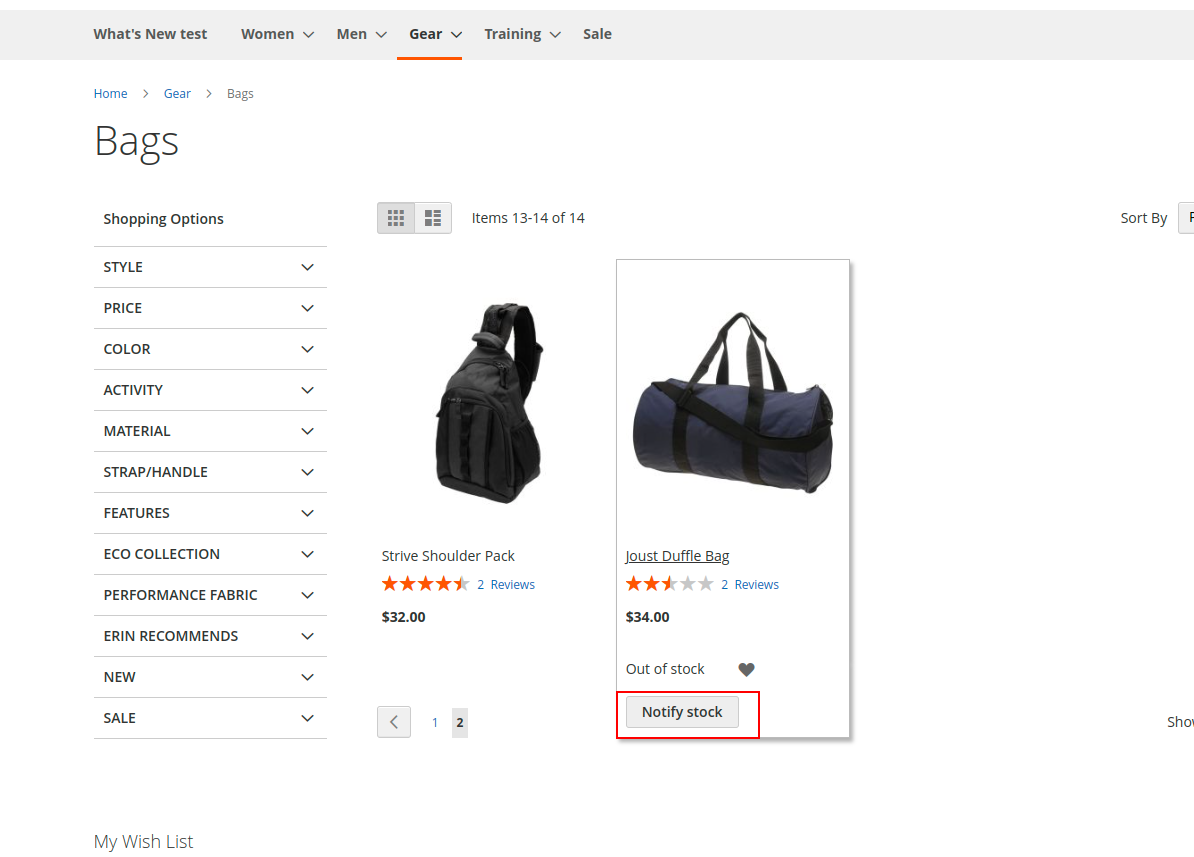 What's New test Women Men Gear Training Sale
Home Gear Bags
Bags
Shopping Options
STYLE
PRICE
COLOR
ACTIVITY
MATERIAL
STRAP/HANDLE
FEATURES
ECO COLLECTION
PERFORMANCE FABRIC
ERIN RECOMMENDS
NEW
SALE
Items 13-14 of 14
Sort By
Strive Shoulder Pack
2 Reviews
$32.00
Joust Duffle Bag
2 Reviews
$34.00
Out of stock
Notify stock
1 2
My Wish List